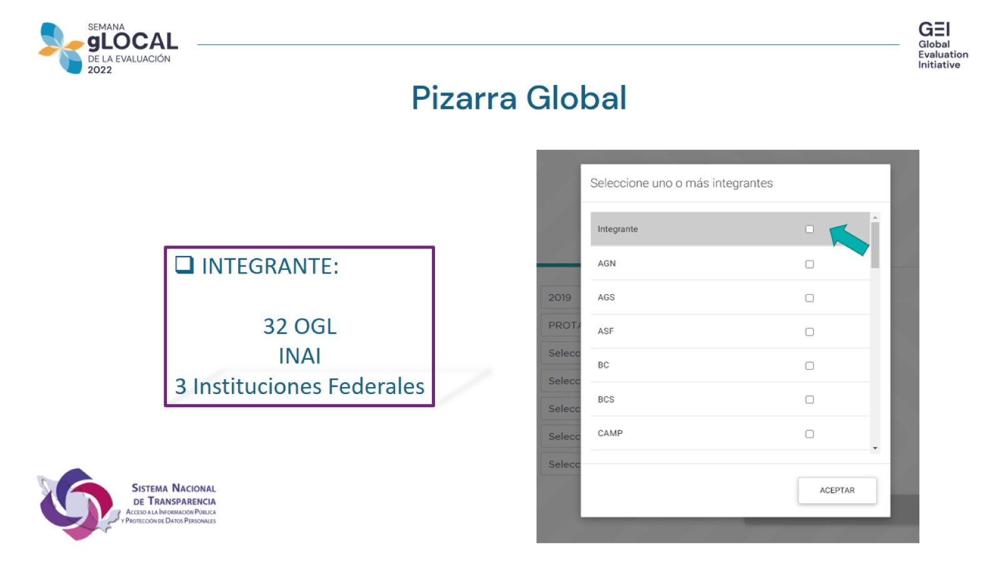 SEMANA
gLOCAL
DE LA EVALUACIÓN
2022
GEI
Global
Evaluation
Initiative
Pizarra Global
❑ INTEGRANTE:
32 OGL
INAI
3 Instituciones Federales
Seleccione uno o más integrantes
Integrante
AGN
AGS
ASF
BC
BCS
CAMP
ACEPTAR
2019
PROTA
Selecc
Selecc
Selecc
Selecc
Selecc
SISTEMA NACIONAL
DE TRANSPARENCIA
ACCESO A LA INFORMACIÓN PÚBLICA
Y PROTECCIÓN DE DATOS PERSONALES